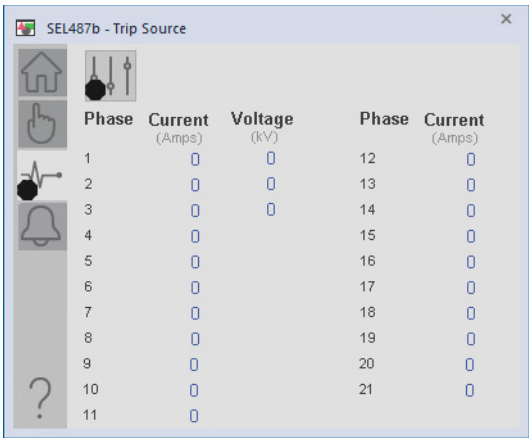 SEL487b - Trip Source
Phase Current Voltage Phase Current
(Amps) (kV) (Amps)
1 0 0 12 0
2 0 0 13 0
3 0 0 14 0
4 0 15 0
5 0 16 0
6 0 17 0
7 0 18 0
8 0 19 0
9 0 20 0
10 0 21 0
11 0
?